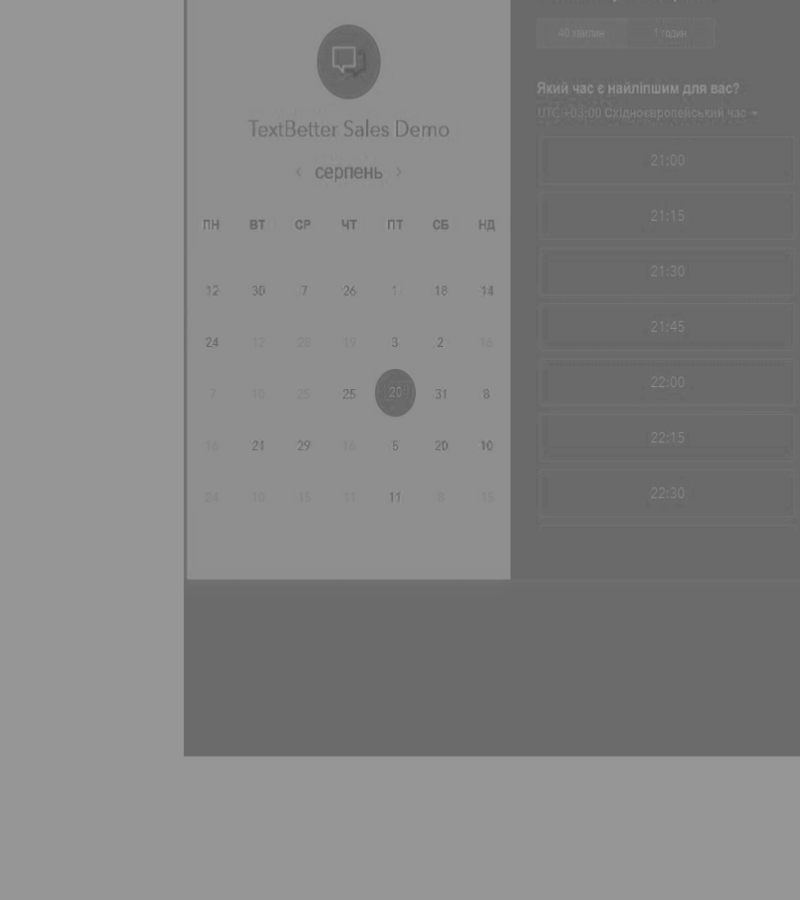 TextBetter Sales Demo
‹ серпень ›
ПН ВТ СР ЧТ ПТ СБ НД
12 30 7 26 1 18 14
24 12 28 19 3 2 16
7 10 25 25 20 31 8
16 21 29 16 5 20 10
24 10 15 11 11 8 15
40 хвилин 1 годин
Який час є найліпшим для вас?
UTC +03:00 Східноєвропейський час
21:00
21:15
21:30
21:45
22:00
22:15
22:30